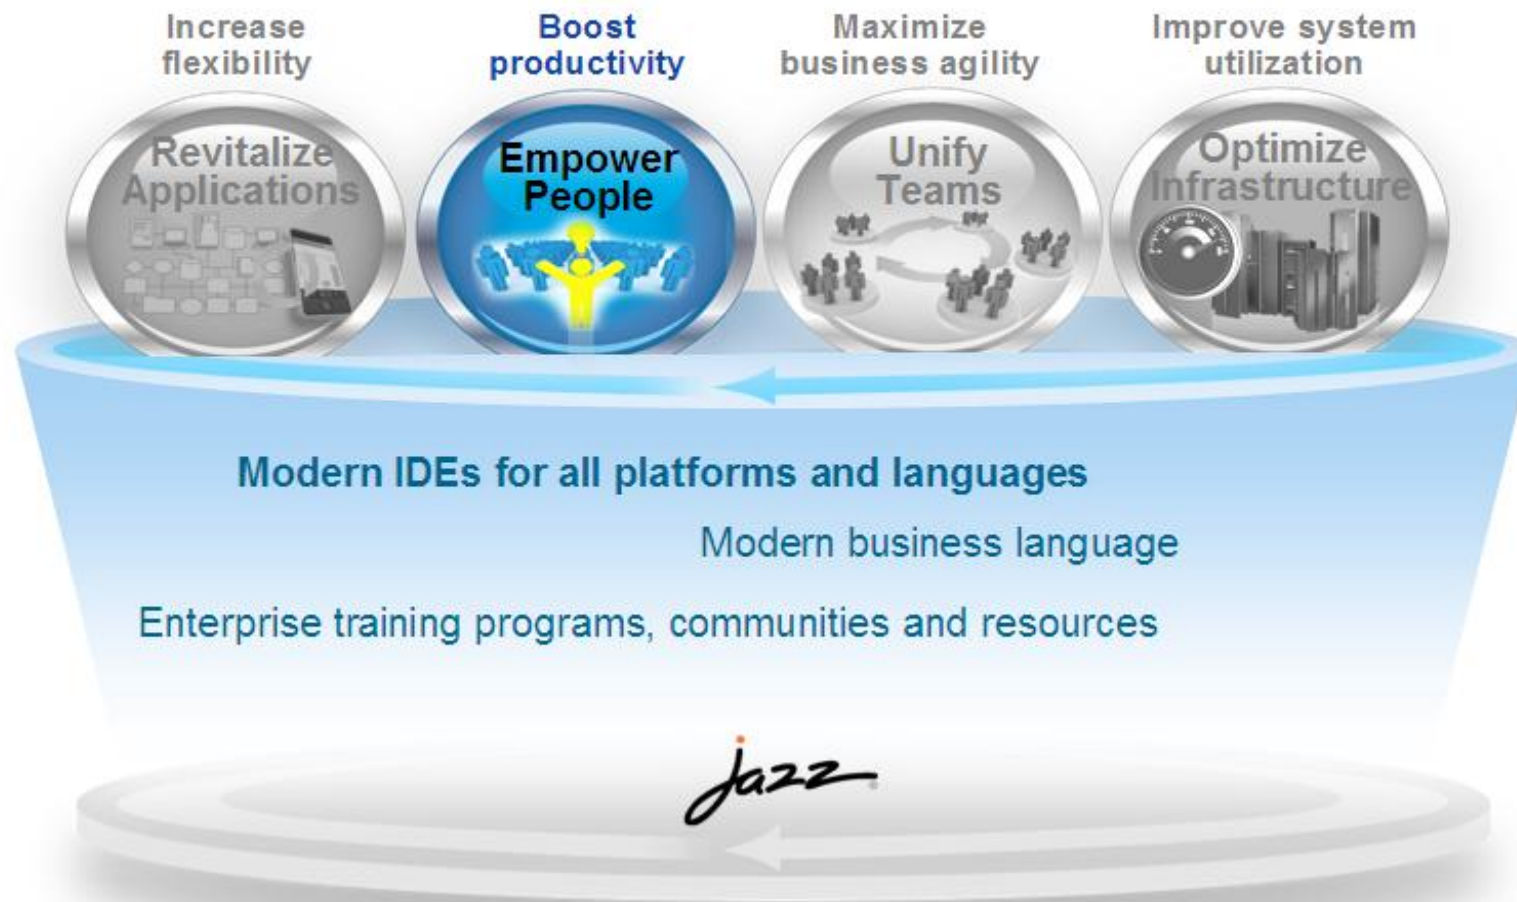 Increase
flexibility
Boost
productivity
Maximize
business agility
Improve system
utilization
Revitalize
Applications
Empower
People
Unify
Teams
Optimize
Infrastructure
Modern IDEs for all platforms and languages
Modern business language
Enterprise training programs, communities and resources
jazz